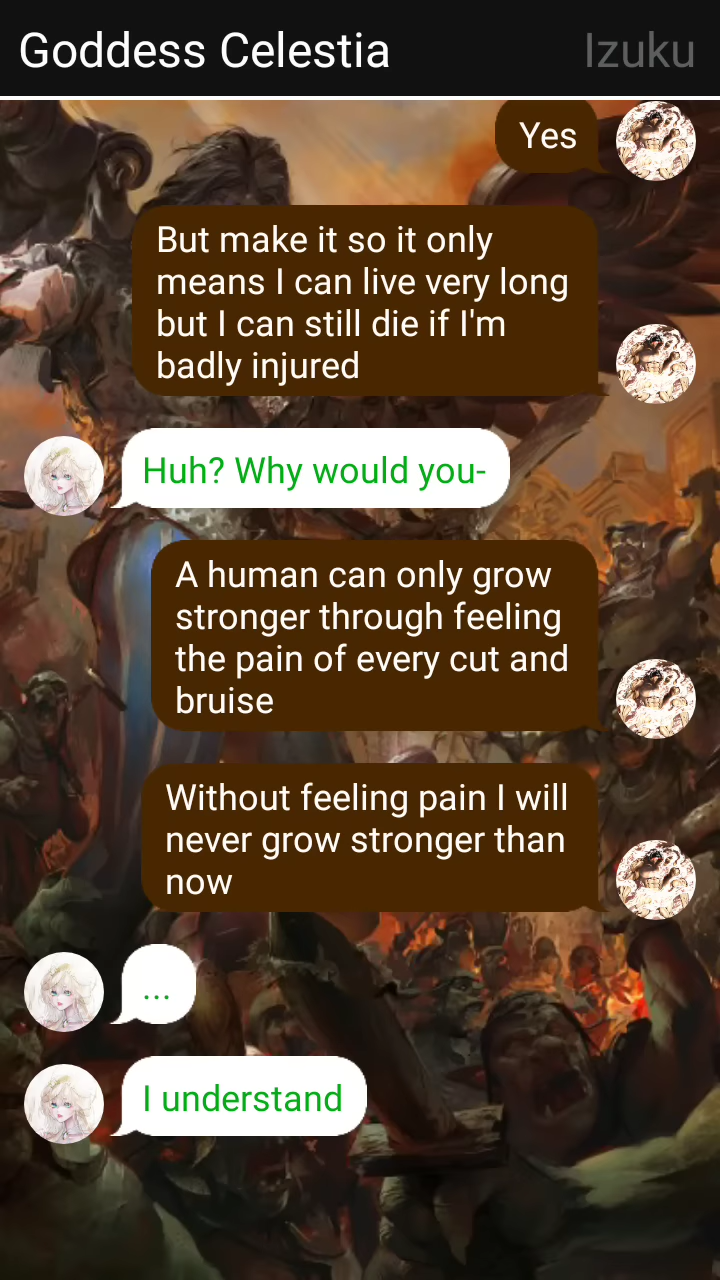 Goddess Celestia
Izuku
Yes
But make it so it only
means I can live very long
but I can still die if I'm
badly injured
Huh? Why would you-
A human can only grow
stronger through feeling
the pain of every cut and
bruise
Without feeling pain I will
never grow stronger than
now
...
I understand